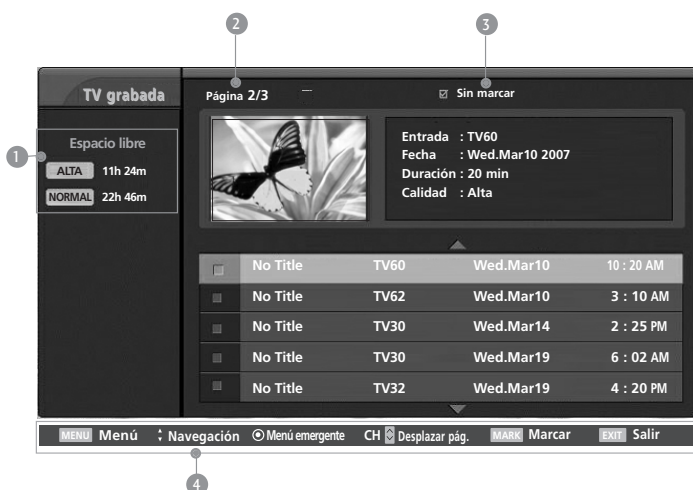 2
3
TV grabada
Página 2/3
Sin marcar
1
Espacio libre
ALTA 11h 24m
NORMAL 22h 46m
Entrada : TV60
Fecha : Wed.Mar10 2007
Duración : 20 min
Calidad : Alta
No Title TV60 Wed.Mar10 10 : 20 AM
No Title TV62 Wed.Mar10 3 : 10 AM
No Title TV30 Wed.Mar14 2 : 25 PM
No Title TV30 Wed.Mar19 6 : 02 AM
No Title TV32 Wed.Mar19 4 : 20 PM
MENU Menú Navegación Menú emergente CH Desplazar pág. MARK Marcar EXIT Salir
4